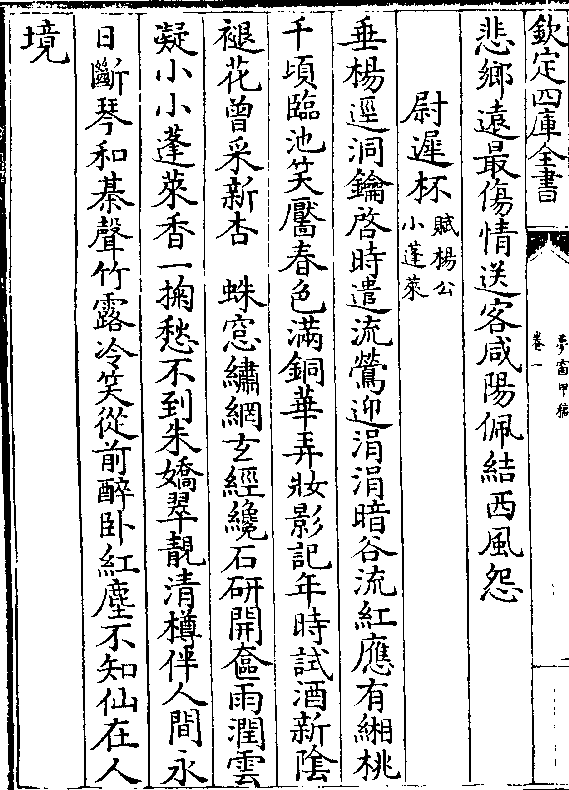 欽定四庫全書
夢窗甲稿
卷一
悲鄉遠最傷情送客咸陽佩結西風怨
尉遲杯
賦楊公
小蓬萊
垂楊逕洞鑰啓時遣流鶯迎涓涓暗谷流紅應有緗桃
千頃臨池笑靨春色滿銅華弄妝影記年時試酒新陰
褪花曾采新杏　蛛窓繡網玄經纔石研開奩雨潤雲
凝小小蓬萊香一掬愁不到朱嬌翠靚清樽伴人間永
日斷琴和棊聲竹露冷笑從前醉卧紅塵不知仙在人
境